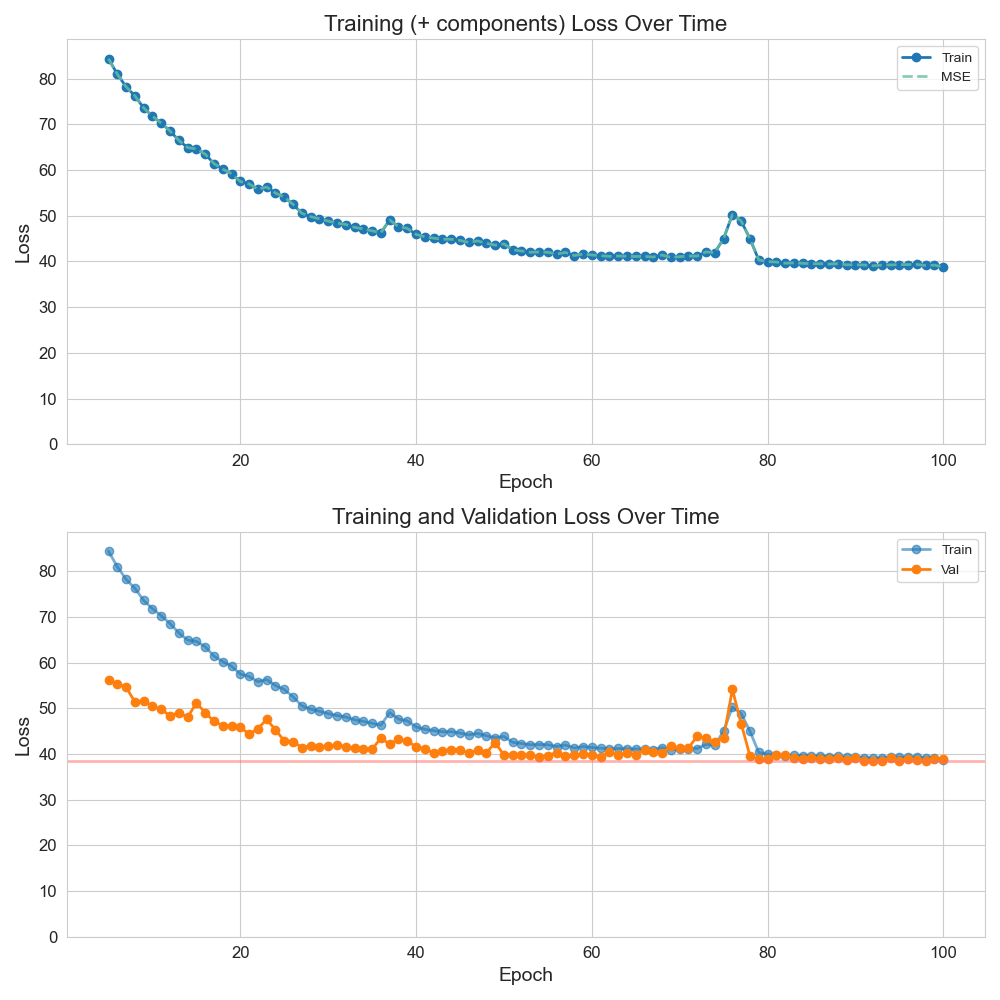 Training (+ components) Loss Over Time
Train
MSE
80
70
60
50
40
30
20
10
0
Loss
20 40 60 80 100
Epoch
Training and Validation Loss Over Time
Train
Val
80
70
60
50
40
30
20
10
0
Loss
20 40 60 80 100
Epoch